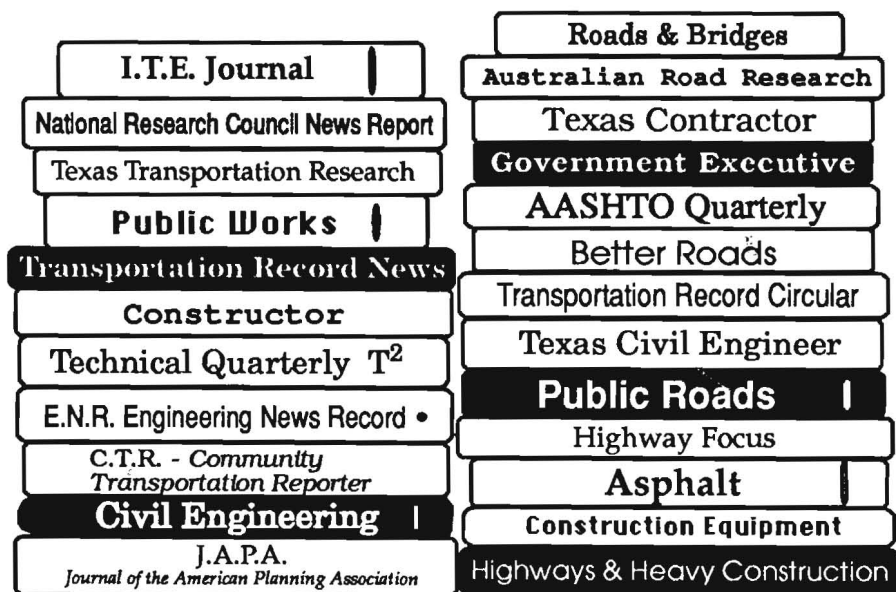 I.T.E. Journal
National Research Council News Report
Texas Transportation Research
Public Works
Transportation Record News
Constructor
Technical Quarterly T²
E.N.R. Engineering News Record •
C.T.R. - Community
Transportation Reporter
Civil Engineering
J.A.P.A.
Journal of the American Planning Association
Roads & Bridges
Australian Road Research
Texas Contractor
Government Executive
AASHTO Quarterly
Better Roads
Transportation Record Circular
Texas Civil Engineer
Public Roads
Highway Focus
Asphalt
Construction Equipment
Highways & Heavy Construction